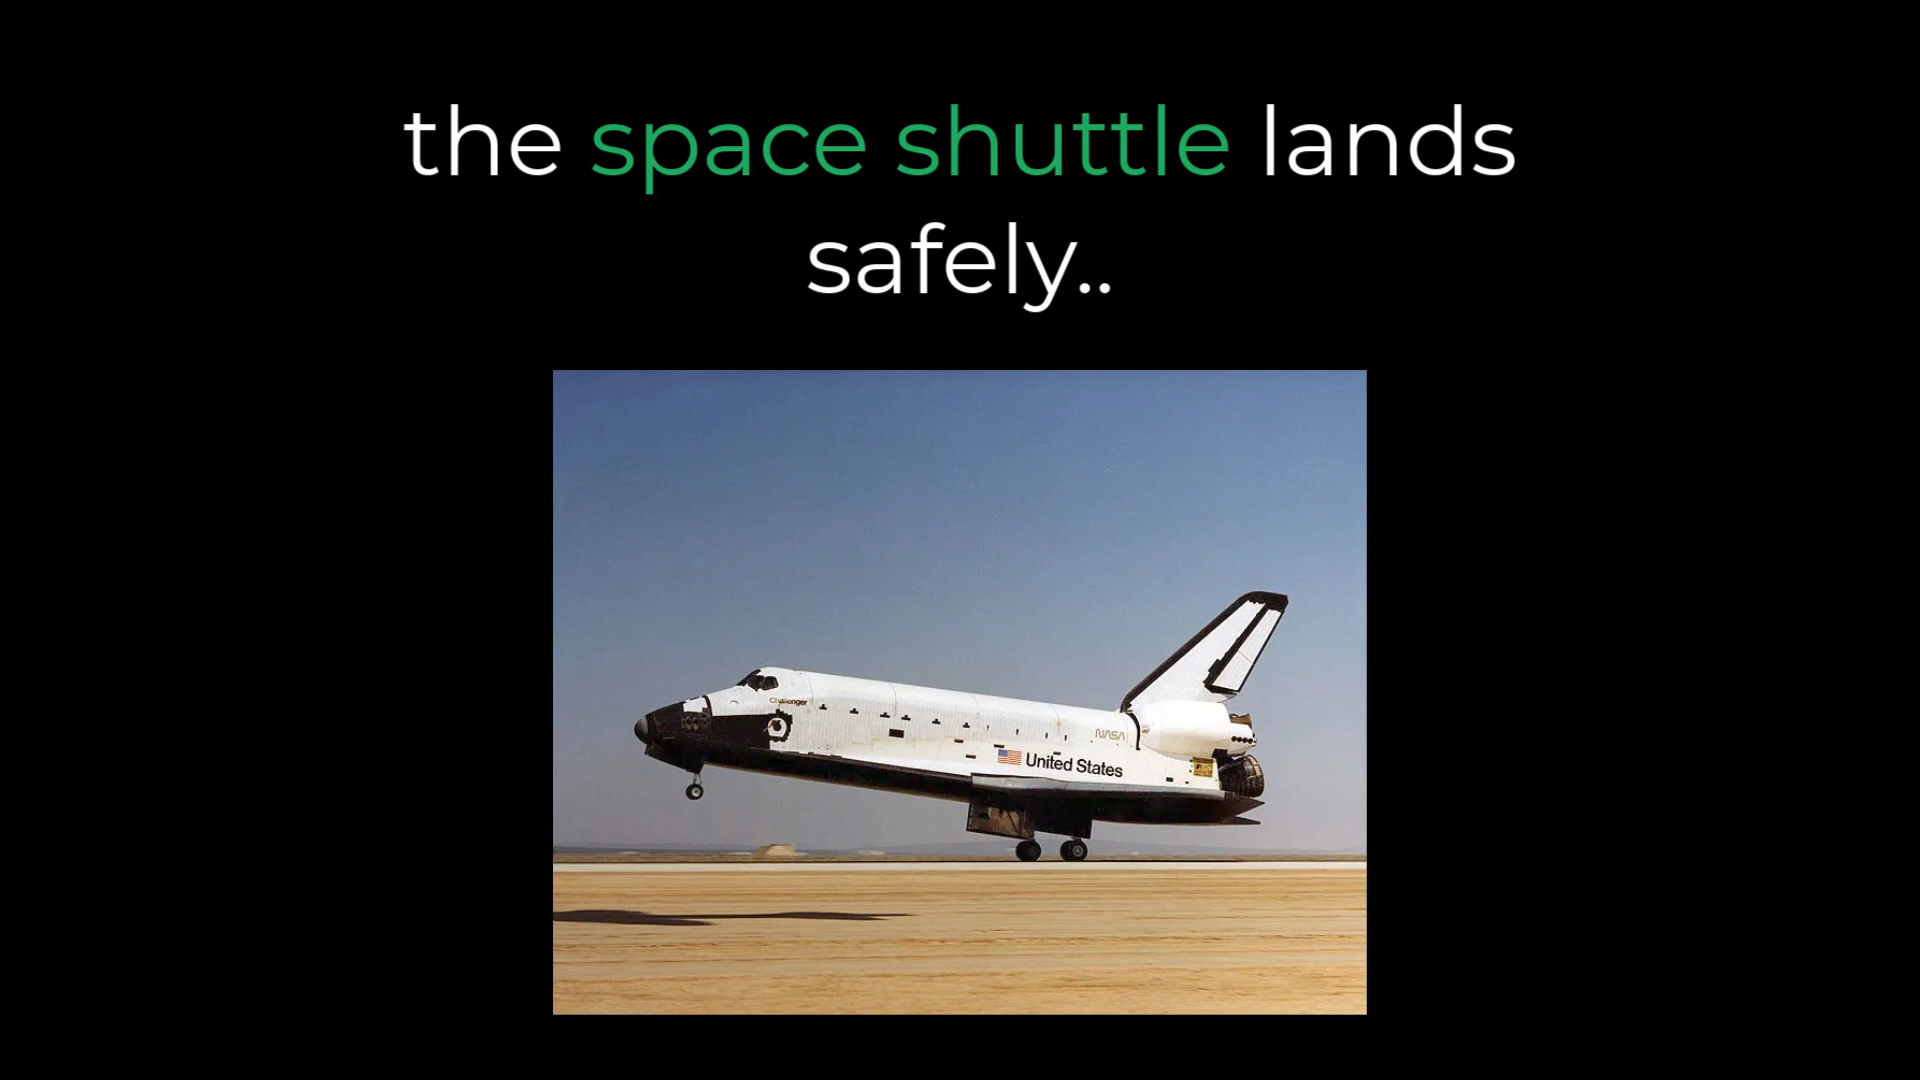 the space shuttle lands
safely..
Challenger
NASA
United States